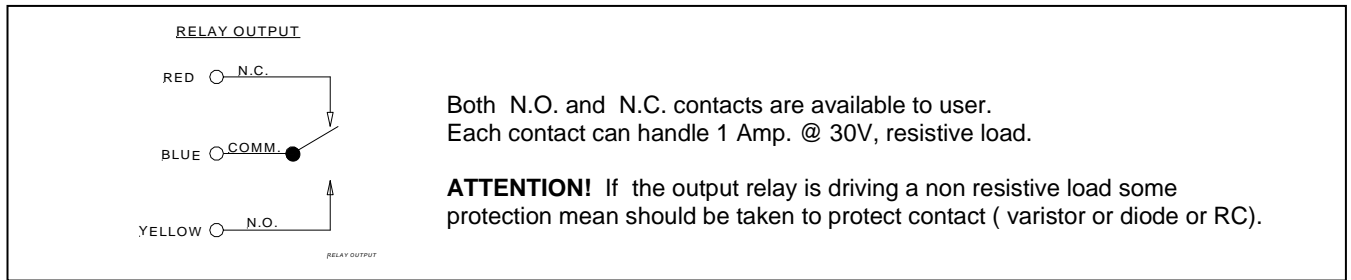 RELAY OUTPUT
RED N.C.
BLUE COMM.
YELLOW N.O.
RELAY OUTPUT
Both N.O. and N.C. contacts are available to user.
Each contact can handle 1 Amp. @ 30V, resistive load.
ATTENTION! If the output relay is driving a non resistive load some
protection mean should be taken to protect contact ( varistor or diode or RC).